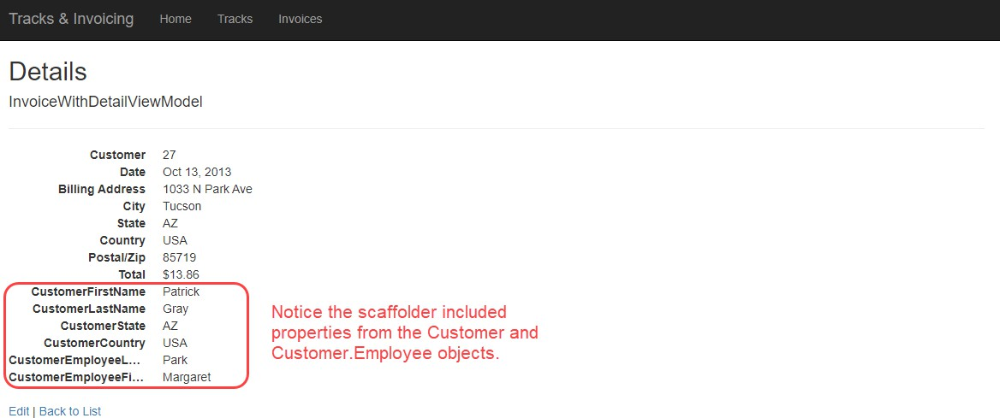 Tracks & Invoicing Home Tracks Invoices
Details
InvoiceWithDetailViewModel
Customer 27
Date Oct 13, 2013
Billing Address 1033 N Park Ave
City Tucson
State AZ
Country USA
Postal/Zip 85719
Total $13.86
CustomerFirstName Patrick
CustomerLastName Gray
CustomerState AZ
CustomerCountry USA
CustomerEmployeeL... Park
CustomerEmployeeFi... Margaret
Notice the scaffolder included
properties from the Customer and
Customer.Employee objects.
Edit | Back to List